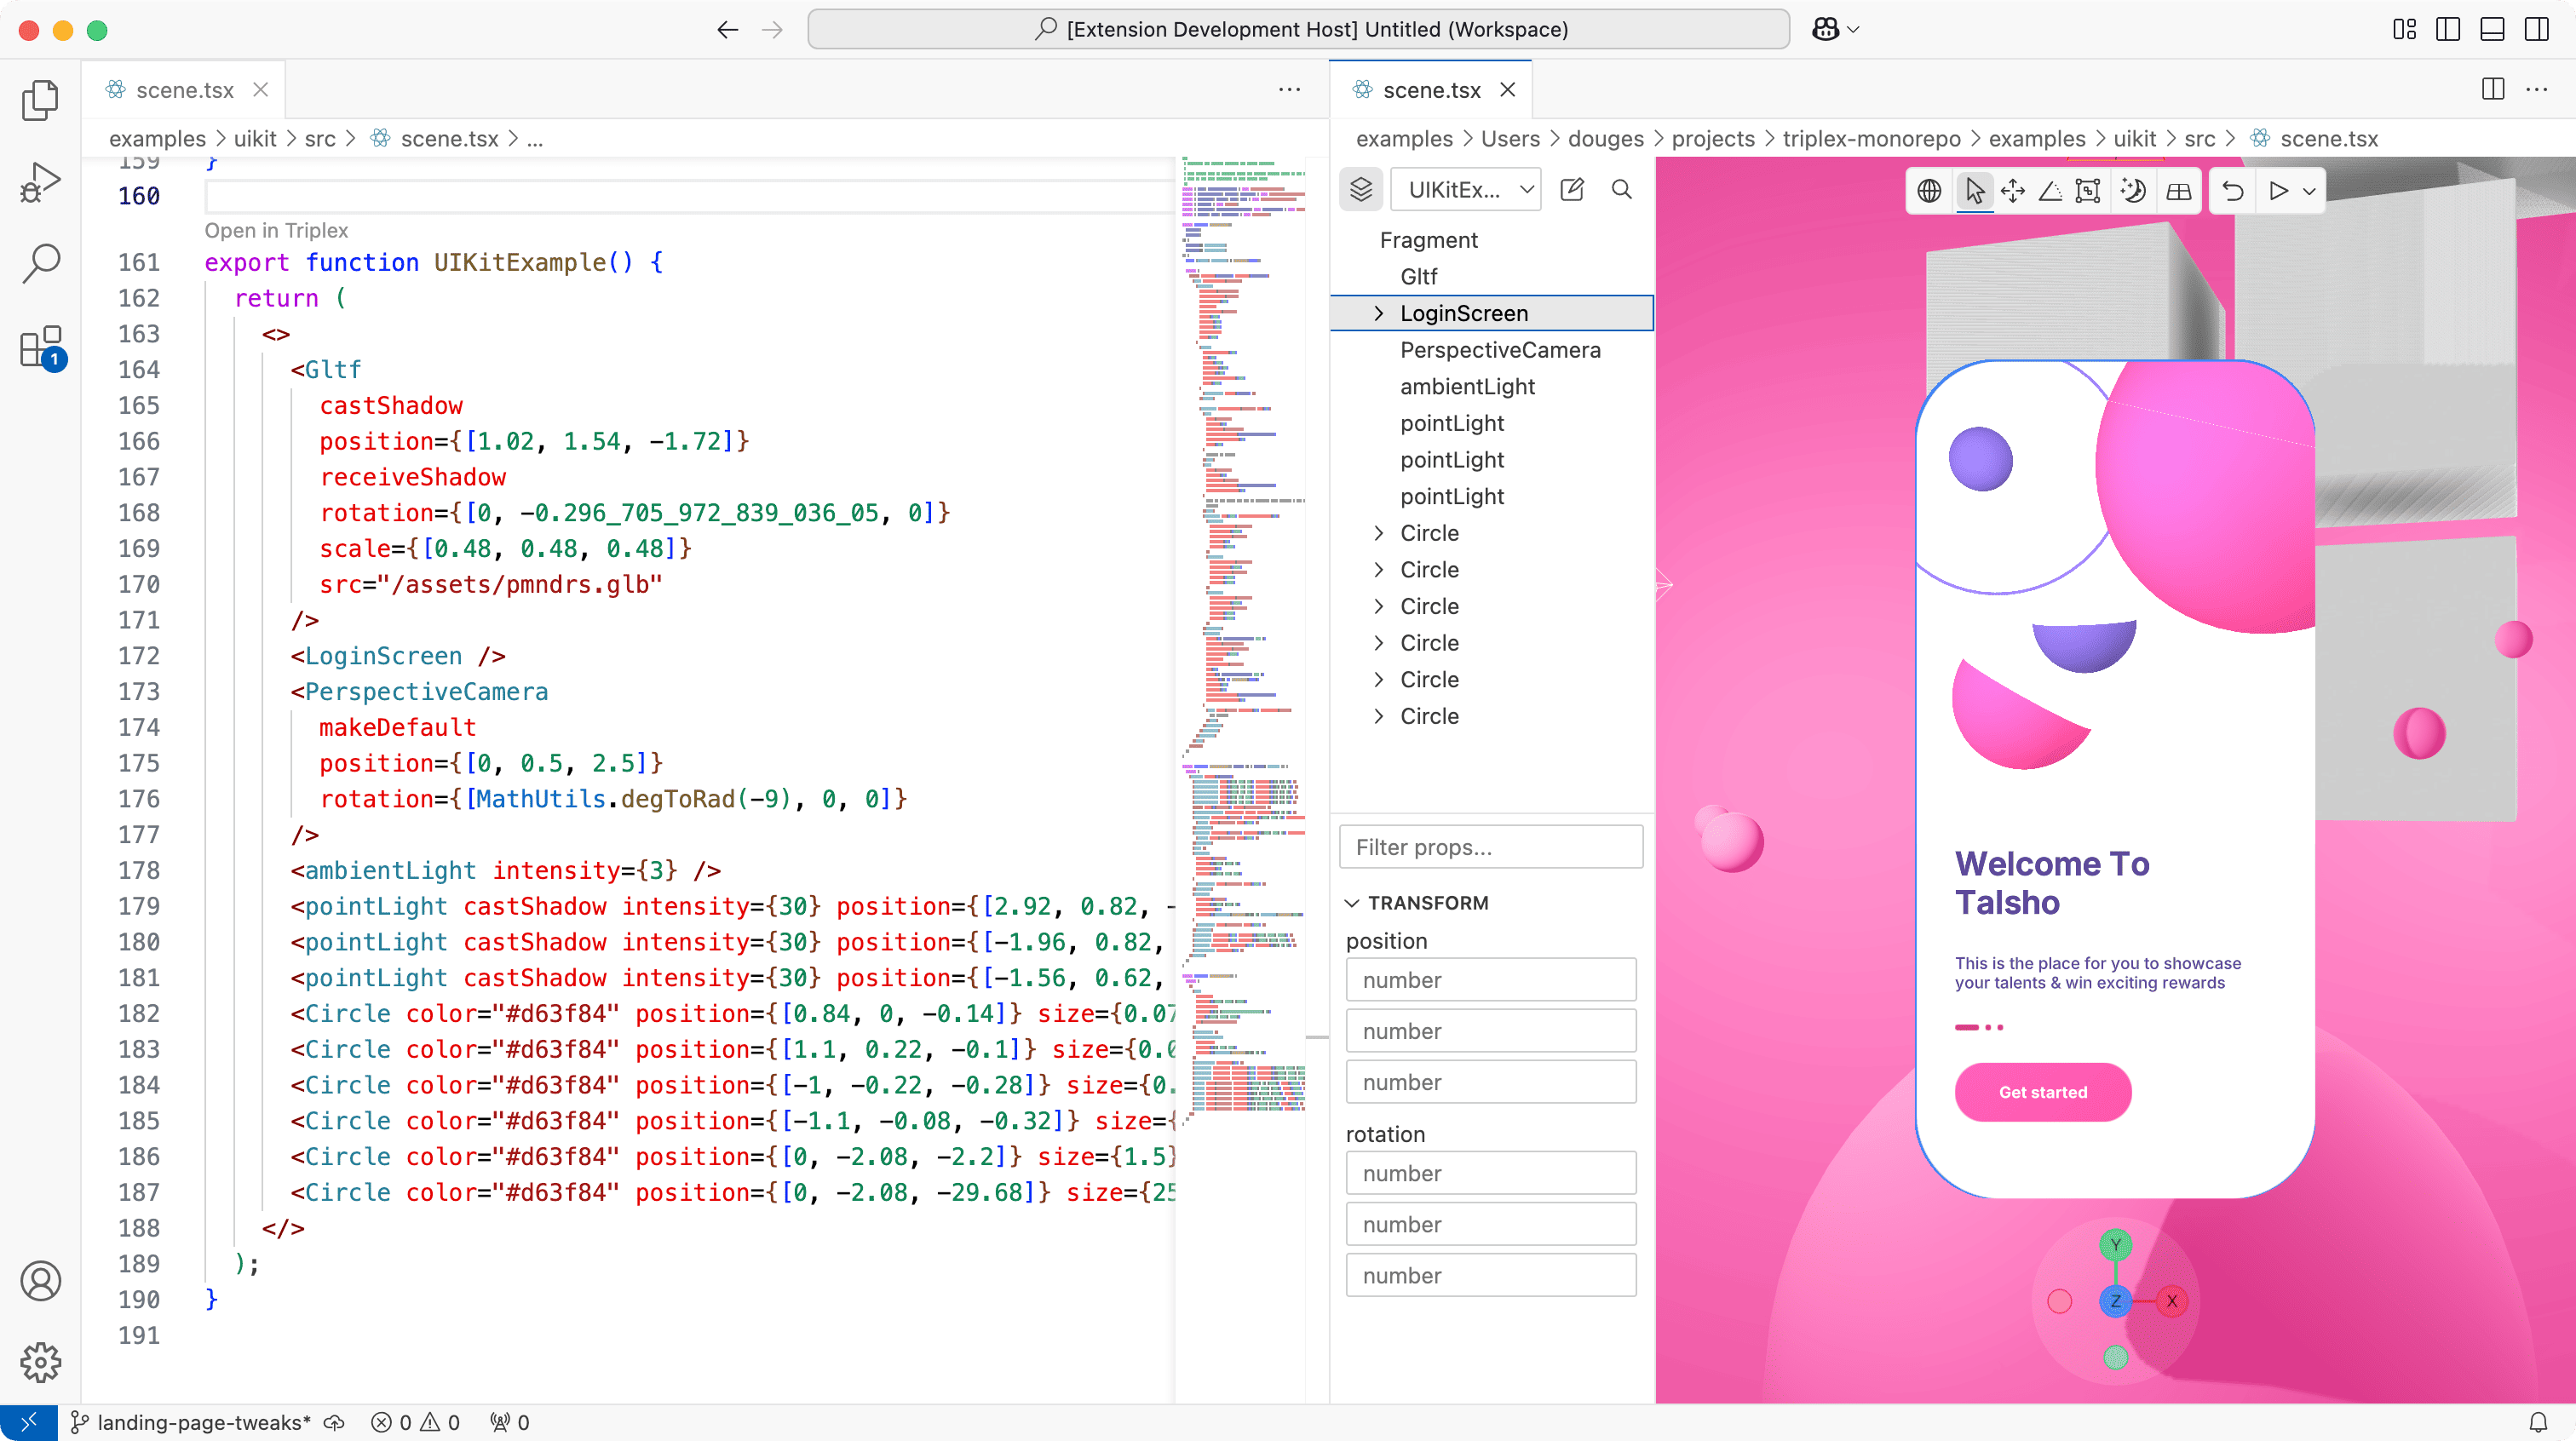 [Extension Development Host] Untitled (Workspace)
scene.tsx
examples > uikit > src > scene.tsx > ...
159 }
160
Open in Triplex
161 export function UIKitExample() {
162 return (
163 <>
164 <Gltf
165 castShadow
166 position={[1.02, 1.54, -1.72]}
167 receiveShadow
168 rotation={[0, -0.296_705_972_839_036_05, 0]}
169 scale={[0.48, 0.48, 0.48]}
170 src="/assets/pmndrs.glb"
171 />
172 <LoginScreen />
173 <PerspectiveCamera
174 makeDefault
175 position={[0, 0.5, 2.5]}
176 rotation={[MathUtils.degToRad(-9), 0, 0]}
177 />
178 <ambientLight intensity={3} />
179 <pointLight castShadow intensity={30} position={[2.92, 0.82, -
180 <pointLight castShadow intensity={30} position={[-1.96, 0.82,
181 <pointLight castShadow intensity={30} position={[-1.56, 0.62,
182 <Circle color="#d63f84" position={[0.84, 0, -0.14]} size={0.07
183 <Circle color="#d63f84" position={[1.1, 0.22, -0.1]} size={0.0
184 <Circle color="#d63f84" position={[-1, -0.22, -0.28]} size={0.
185 <Circle color="#d63f84" position={[-1.1, -0.08, -0.32]} size={
186 <Circle color="#d63f84" position={[0, -2.08, -2.2]} size={1.5}
187 <Circle color="#d63f84" position={[0, -2.08, -29.68]} size={25
188 </>
189 );
190 }
191
scene.tsx
examples > Users > douges > projects > triplex-monorepo > examples > uikit > src > scene.tsx
UIKitEx...
Fragment
Gltf
LoginScreen
PerspectiveCamera
ambientLight
pointLight
pointLight
pointLight
Circle
Circle
Circle
Circle
Circle
Circle
Filter props...
TRANSFORM
position
number
number
number
rotation
number
number
number
Welcome To
Talsho
This is the place for you to showcase
your talents & win exciting rewards
Get started
Y
Z
X
1
landing-page-tweaks* 0 0 0